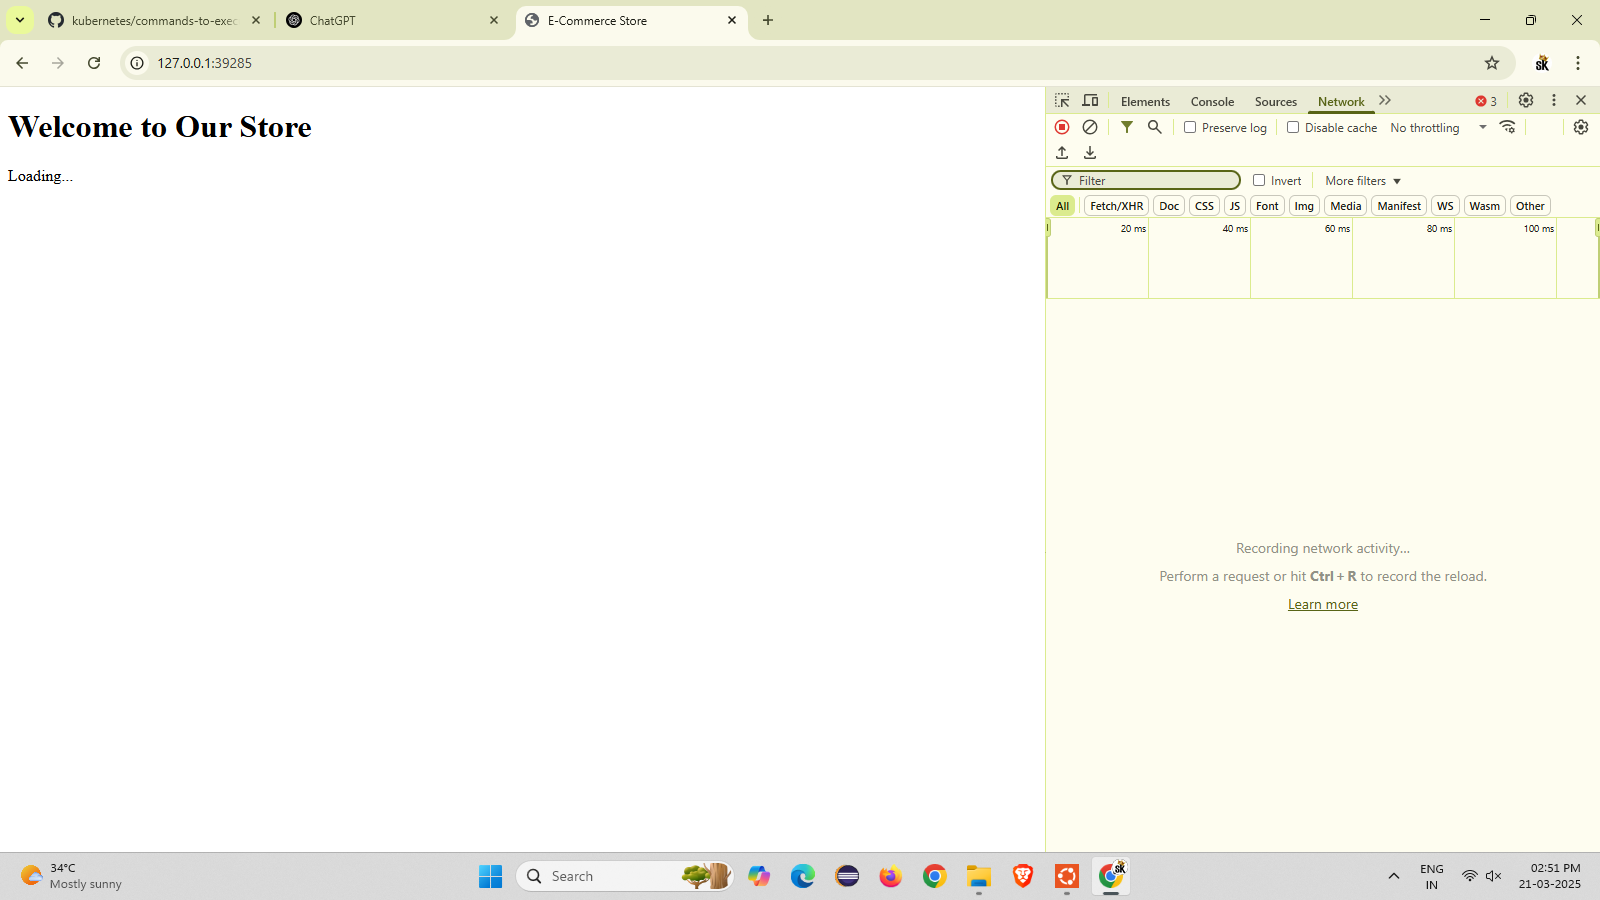 kubernetes/commands-to-exec
ChatGPT
E-Commerce Store
127.0.0.1:39285
SK
Welcome to Our Store
Loading...
Elements
Console
Sources
Network
3
Preserve log
Disable cache
No throttling
Filter
Invert
More filters
All
Fetch/XHR
Doc
CSS
JS
Font
Img
Media
Manifest
WS
Wasm
Other
20 ms
40 ms
60 ms
80 ms
100 ms
Recording network activity...
Perform a request or hit Ctrl + R to record the reload.
Learn more
34°C
Mostly sunny
Search
SK
ENG
IN
02:51 PM
21-03-2025